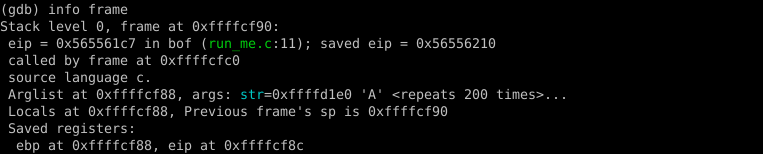 (gdb) info frame
Stack level 0, frame at 0xffffcf90:
 eip = 0x565561c7 in bof (run_me.c:11); saved eip = 0x56556210
 called by frame at 0xffffcfc0
 source language c.
 Arglist at 0xffffcf88, args: str=0xffffd1e0 'A' <repeats 200 times>...
 Locals at 0xffffcf88, Previous frame's sp is 0xffffcf90
 Saved registers:
  ebp at 0xffffcf88, eip at 0xffffcf8c